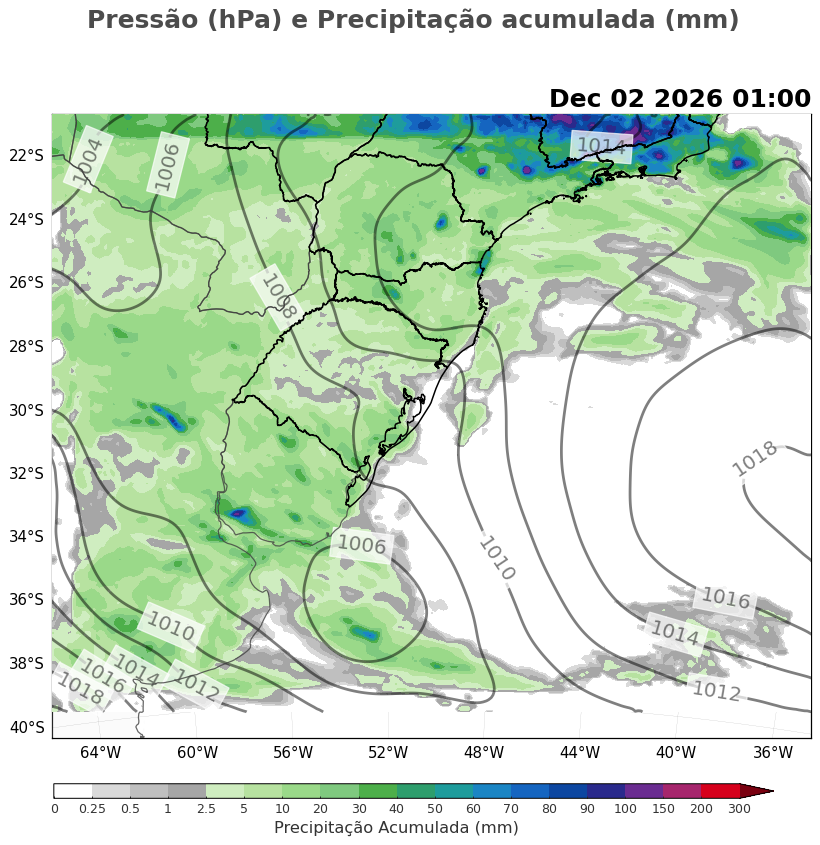 Pressão (hPa) e Precipitação acumulada (mm)
Dec 02 2026 01:00
1014
1004
1006
22°S
24°S
1008
26°S
28°S
30°S
1018
32°S
34°S
1006
1010
36°S
1016
1010
1014
38°S
1014
1016
1012
1018
1012
40°S
64°W 60°W 56°W 52°W 48°W 44°W 40°W 36°W
0 0.25 0.5 1 2.5 5 10 20 30 40 50 60 70 80 90 100 150 200 300
Precipitação Acumulada (mm)